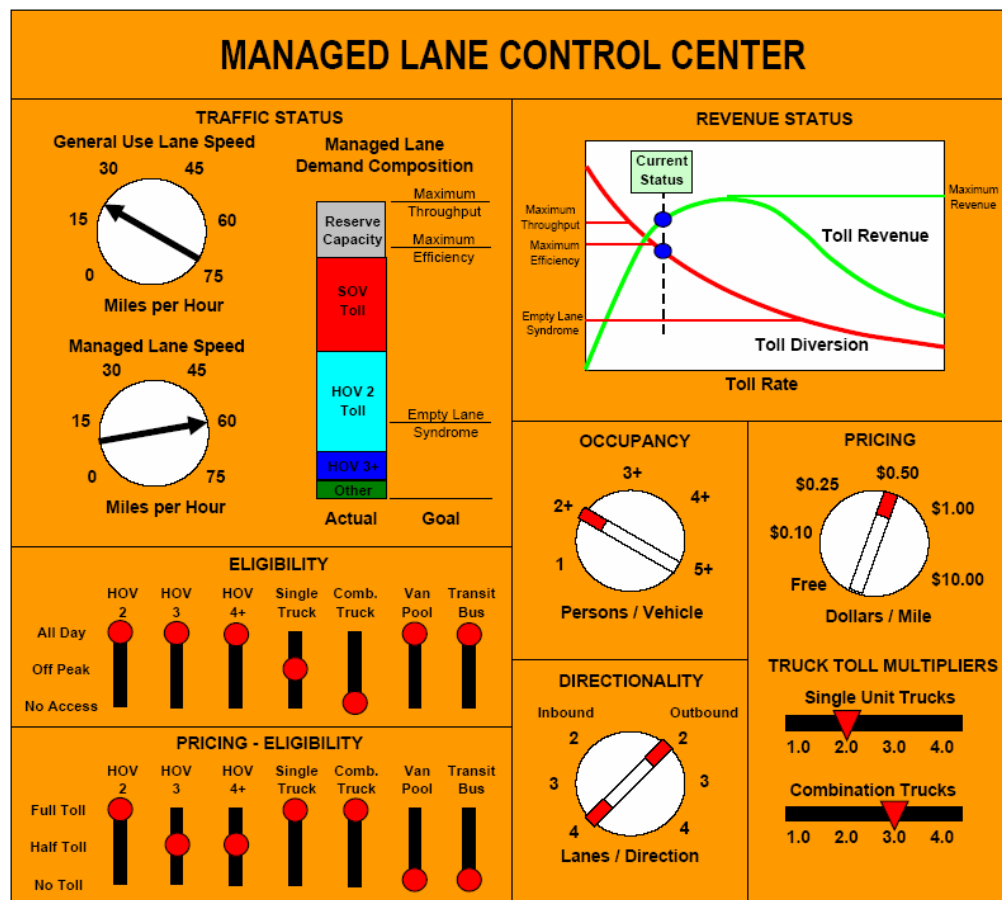 MANAGED LANE CONTROL CENTER
TRAFFIC STATUS
General Use Lane Speed
30 45
15 60
0 75
Miles per Hour
Managed Lane Speed
30 45
15 60
0 75
Miles per Hour
Managed Lane
Demand Composition
Reserve
Capacity
SOV
Toll
HOV 2
Toll
HOV 3+
Other
Maximum
Throughput
Maximum
Efficiency
Empty Lane
Syndrome
Actual Goal
REVENUE STATUS
Current
Status
Maximum
Throughput
Maximum
Efficiency
Empty Lane
Syndrome
Maximum
Revenue
Toll Revenue
Toll Diversion
Toll Rate
ELIGIBILITY
HOV HOV HOV Single Comb. Van Transit
2 3 4+ Truck Truck Pool Bus
All Day
Off Peak
No Access
PRICING - ELIGIBILITY
HOV HOV HOV Single Comb. Van Transit
2 3 4+ Truck Truck Pool Bus
Full Toll
Half Toll
No Toll
OCCUPANCY
3+
2+ 4+
1 5+
Persons / Vehicle
DIRECTIONALITY
Inbound Outbound
2 2
3 3
4 4
Lanes / Direction
PRICING
$0.25 $0.50
$0.10 $1.00
Free $10.00
Dollars / Mile
TRUCK TOLL MULTIPLIERS
Single Unit Trucks
1.0 2.0 3.0 4.0
Combination Trucks
1.0 2.0 3.0 4.0